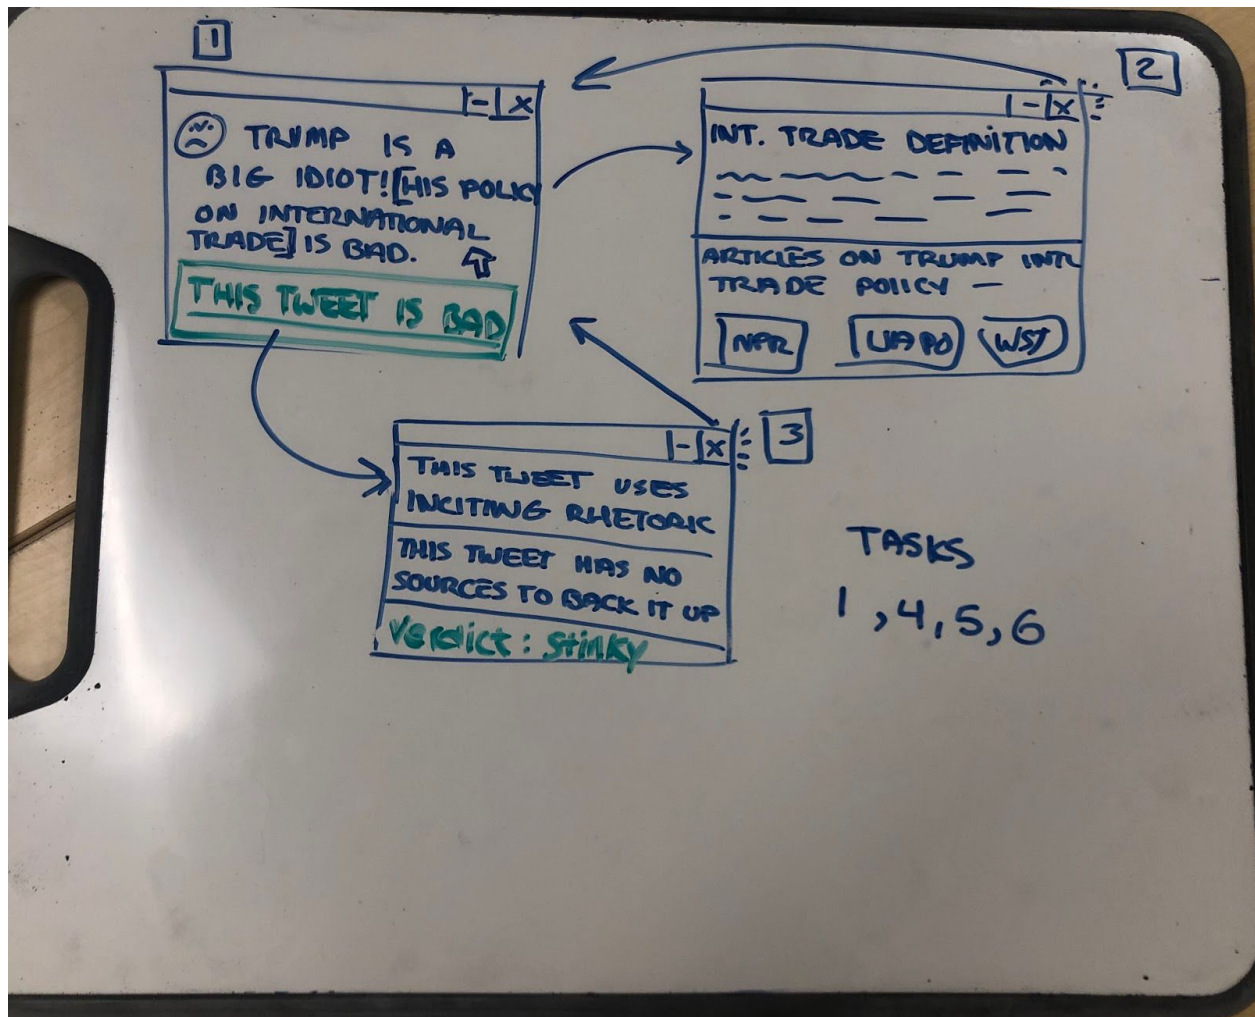 1
|-|X
TRUMP IS A
BIG IDIOT! [HIS POLICY
ON INTERNATIONAL
TRADE] IS BAD.
THIS TWEET IS BAD
2
|-|X
INT. TRADE DEFINITION
ARTICLES ON TRUMP INTL
TRADE POLICY —
NPR WAPO WSJ
3
|-|X
THIS TWEET USES
INCITING RHETORIC
THIS TWEET HAS NO
SOURCES TO BACK IT UP
Verdict: Stinky
TASKS
1, 4, 5, 6